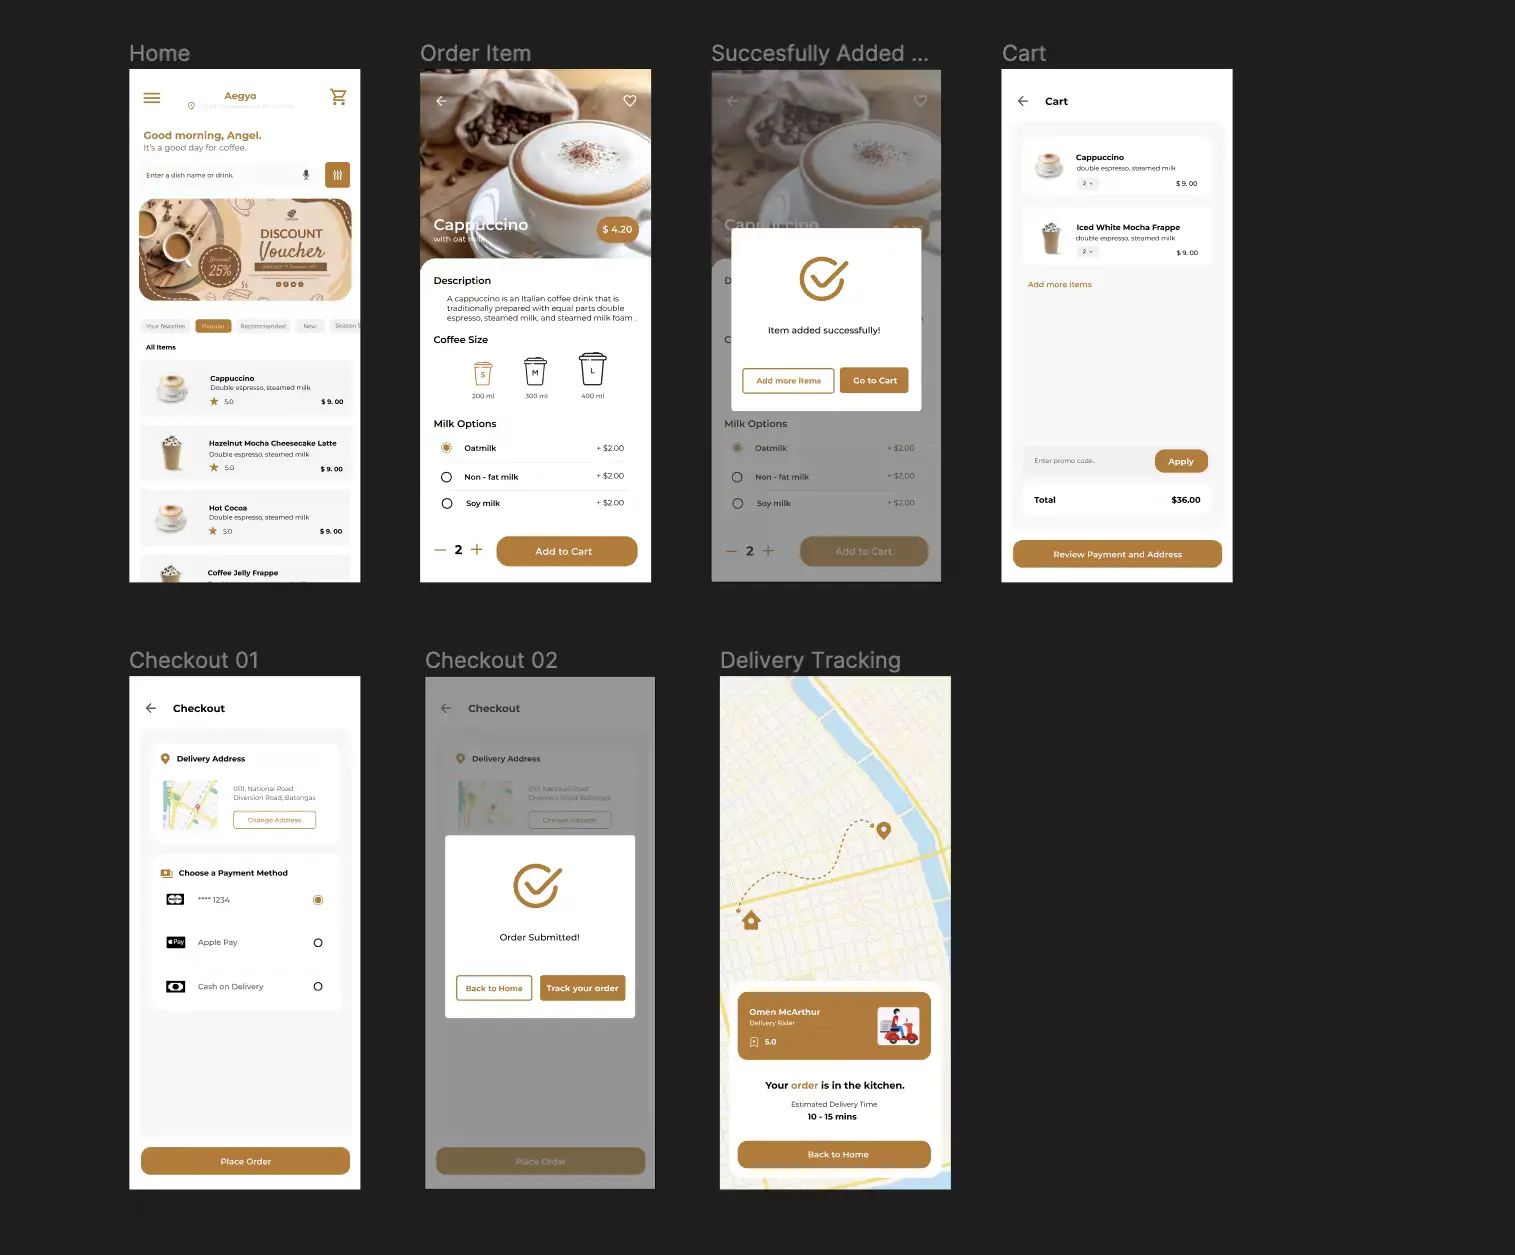 Home
Aegyo
Good morning, Angel.
It's a good day for coffee.
Enter a dish name or drink
DISCOUNT
Voucher
Discount
25%
Your favorites
Popular
Recommended
New
Season S
All Items
Cappuccino
Double espresso, steamed milk
5.0
$ 9. 00
Hazelnut Mocha Cheesecake Latte
Double espresso, steamed milk
5.0
$ 9. 00
Hot Cocoa
Double espresso, steamed milk
5.0
$ 9. 00
Coffee Jelly Frappe
Order Item
Cappuccino
with oat milk
$ 4.20
Description
A cappuccino is an Italian coffee drink that is
traditionally prepared with equal parts double
espresso, steamed milk, and steamed milk foam .
Coffee Size
S
M
L
200 ml
300 ml
400 ml
Milk Options
Oatmilk
+ $2.00
Non - fat milk
+ $2.00
Soy milk
+ $2.00
2
Add to Cart
Succesfully Added ...
Cappuccino
D
Item added successfully!
C
Add more items
Go to Cart
Milk Options
Oatmilk
+ $2.00
Non - fat milk
+ $2.00
Soy milk
+ $2.00
2
Add to Cart
Cart
Cart
Cappuccino
double espresso, steamed milk
2
$ 9. 00
Iced White Mocha Frappe
double espresso, steamed milk
2
$ 9. 00
Add more items
Enter promo code..
Apply
Total
$36.00
Review Payment and Address
Checkout 01
Checkout
Delivery Address
0111, National Road
Diversion Road, Batangas
Change Address
Choose a Payment Method
**** 1234
Pay
Apple Pay
Cash on Delivery
Place Order
Checkout 02
Checkout
Delivery Address
0111, National Road
Diversion Road, Batangas
Change Address
Order Submitted!
Back to Home
Track your order
Place Order
Delivery Tracking
Omen McArthur
Delivery Rider
5.0
Your order is in the kitchen.
Estimated Delivery Time
10 - 15 mins
Back to Home